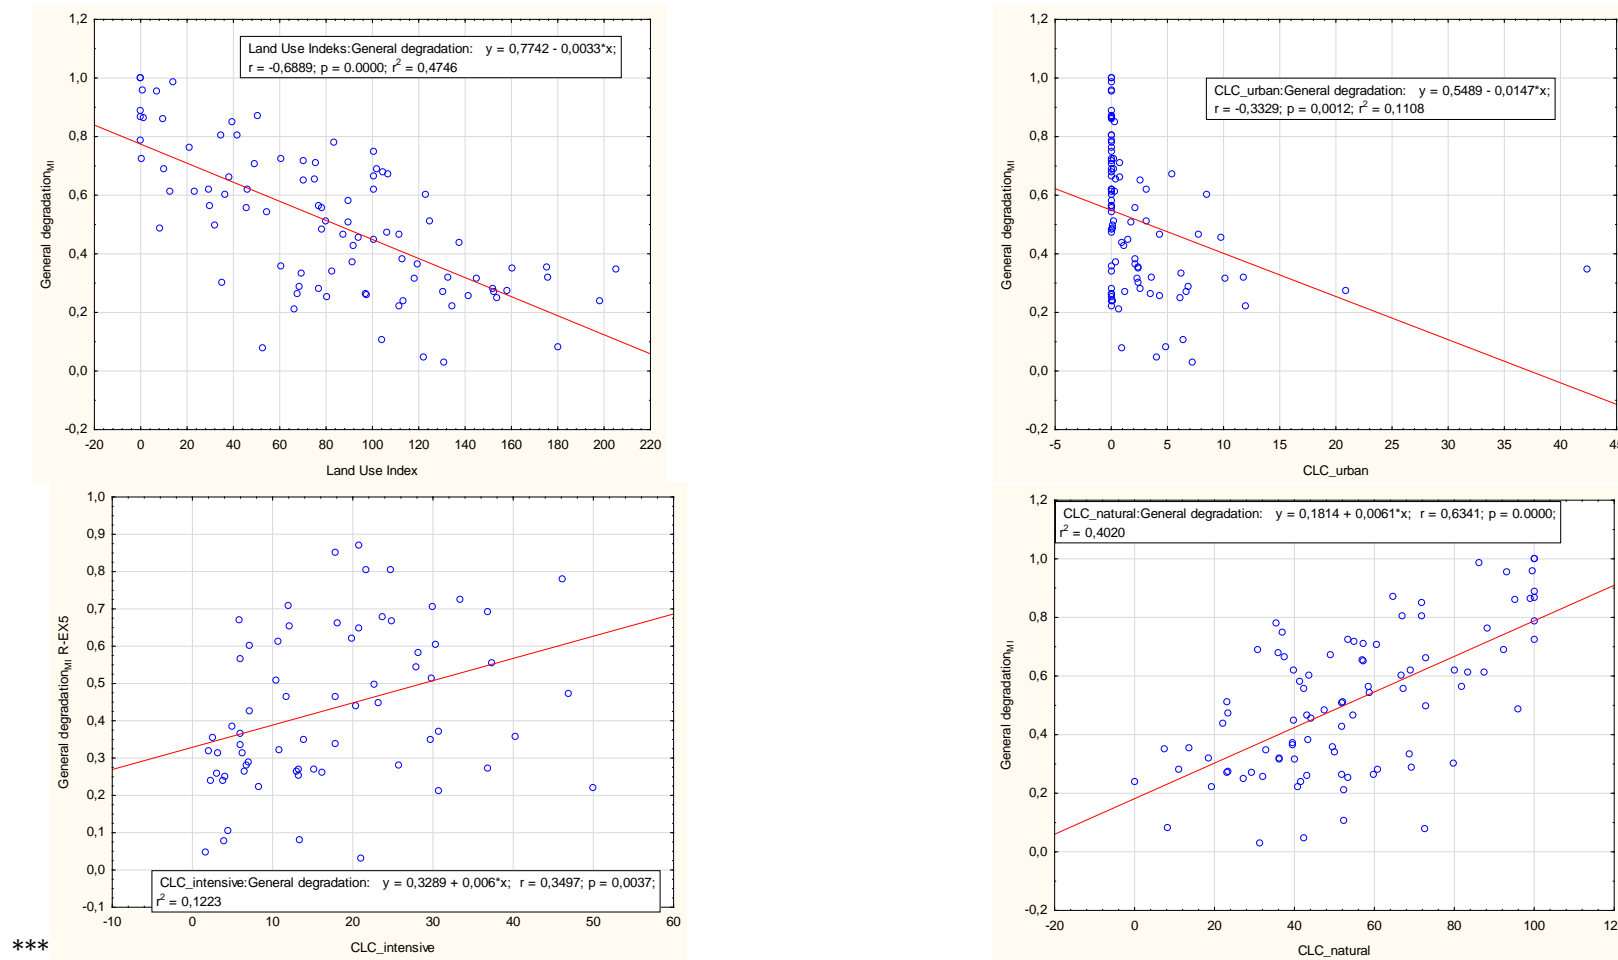 Land Use Indeks:General degradation: y = 0,7742 - 0,0033*x;
r = -0,6889; p = 0.0000; r2 = 0,4746
1,2
1,0
0,8
0,6
0,4
0,2
0,0
-0,2
General degradationMI
-20 0 20 40 60 80 100 120 140 160 180 200 220
Land Use Index
CLC_urban:General degradation: y = 0,5489 - 0,0147*x;
r = -0,3329; p = 0,0012; r2 = 0,1108
1,2
1,0
0,8
0,6
0,4
0,2
0,0
-0,2
General degradationMI
-5 0 5 10 15 20 25 30 35 40 45
CLC_urban
1,0
0,9
0,8
0,7
0,6
0,5
0,4
0,3
0,2
0,1
0,0
-0,1
General degradationMI R-EX5
CLC_intensive:General degradation: y = 0,3289 + 0,006*x; r = 0,3497; p = 0,0037;
r2 = 0,1223
-10 0 10 20 30 40 50 60
CLC_intensive
***
CLC_natural:General degradation: y = 0,1814 + 0,0061*x; r = 0,6341; p = 0.0000;
r2 = 0,4020
1,2
1,0
0,8
0,6
0,4
0,2
0,0
-0,2
General degradationMI
-20 0 20 40 60 80 100 120
CLC_natural